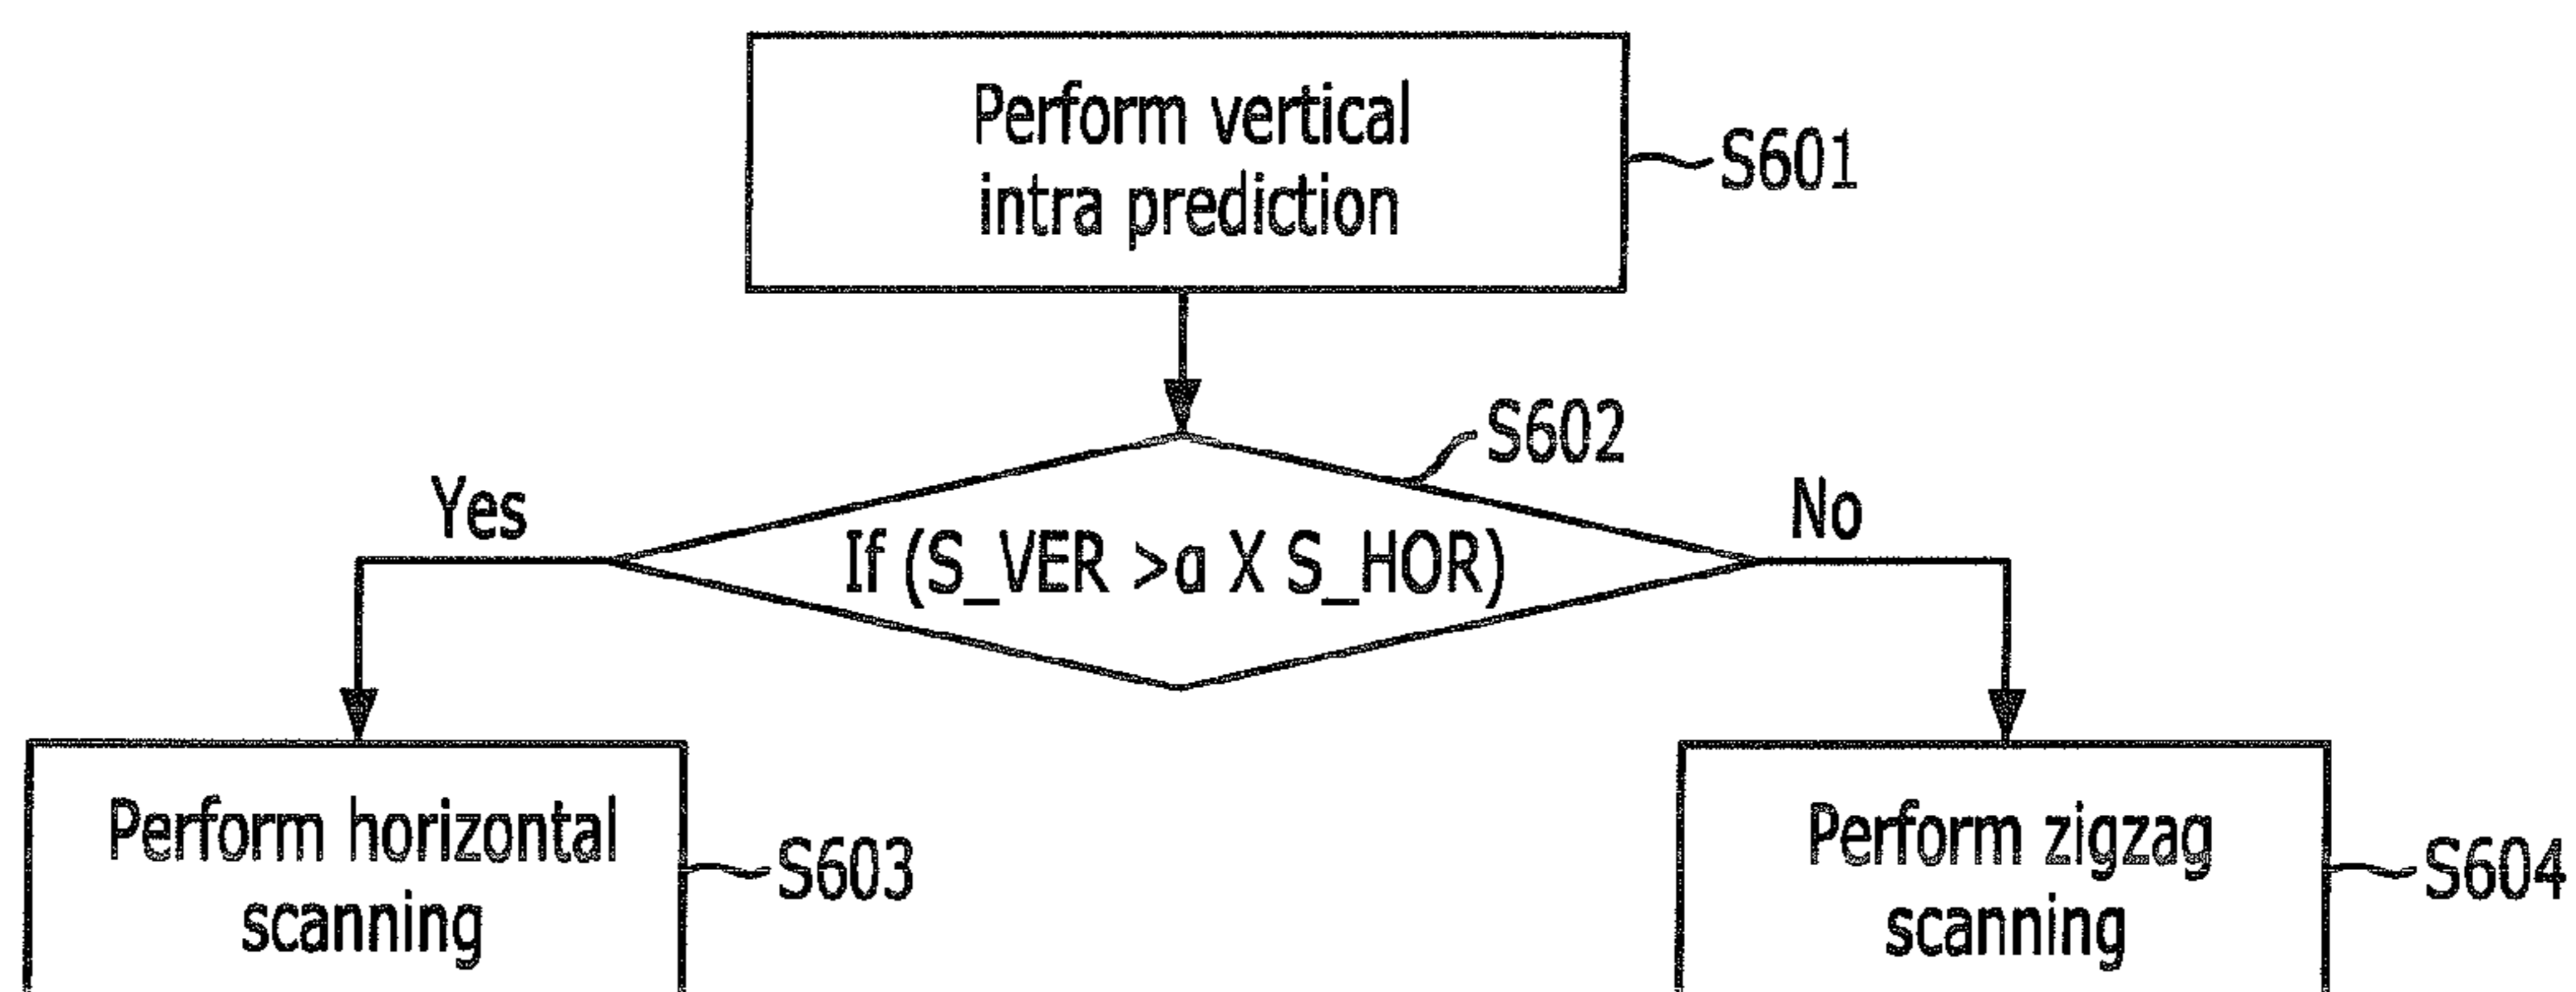 Perform vertical
intra prediction
S601
S602
Yes
No
If (S_VER >a X S_HOR)
Perform horizontal
scanning
S603
Perform zigzag
scanning
S604